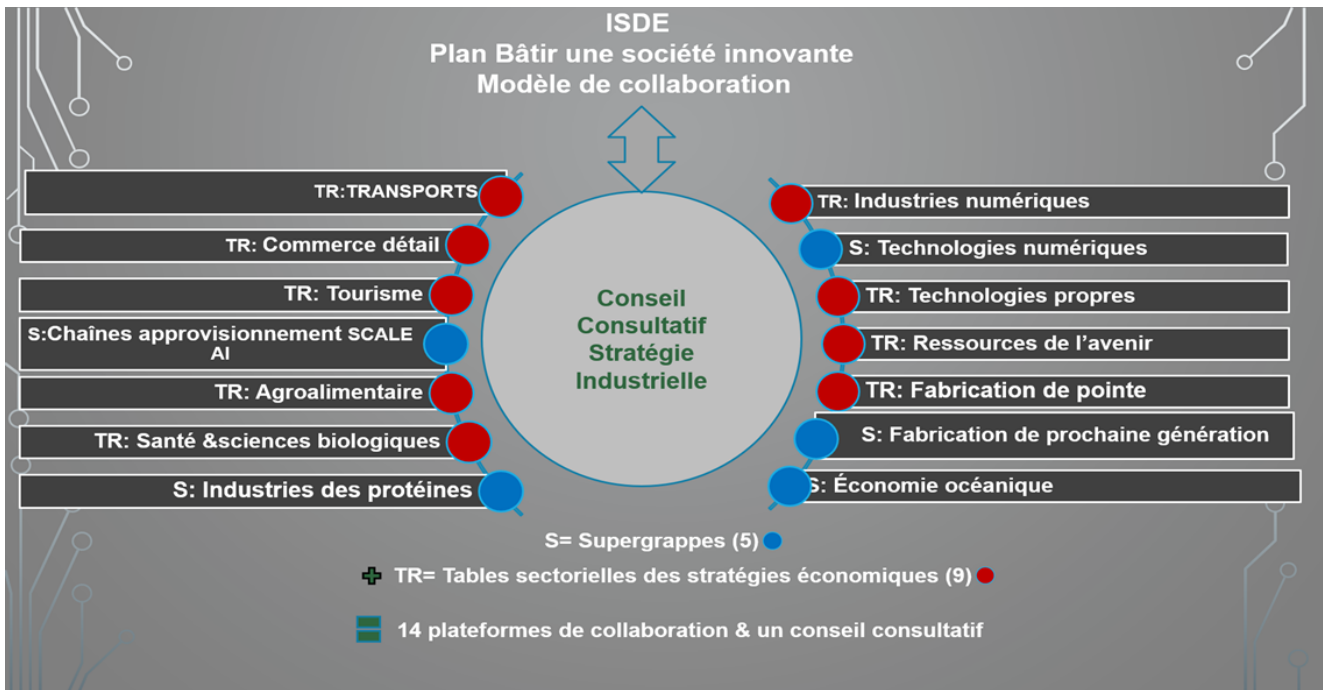 ISDE
Plan Bâtir une société innovante
Modèle de collaboration
TR:TRANSPORTS
TR: Commerce détail
TR: Tourisme
S:Chaînes approvisionnement SCALE
AI
TR: Agroalimentaire
TR: Santé &sciences biologiques
S: Industries des protéines
Conseil
Consultatif
Stratégie
Industrielle
TR: Industries numériques
S: Technologies numériques
TR: Technologies propres
TR: Ressources de l’avenir
TR: Fabrication de pointe
S: Fabrication de prochaine génération
S: Économie océanique
S= Supergrappes (5)
TR= Tables sectorielles des stratégies économiques (9)
14 plateformes de collaboration & un conseil consultatif